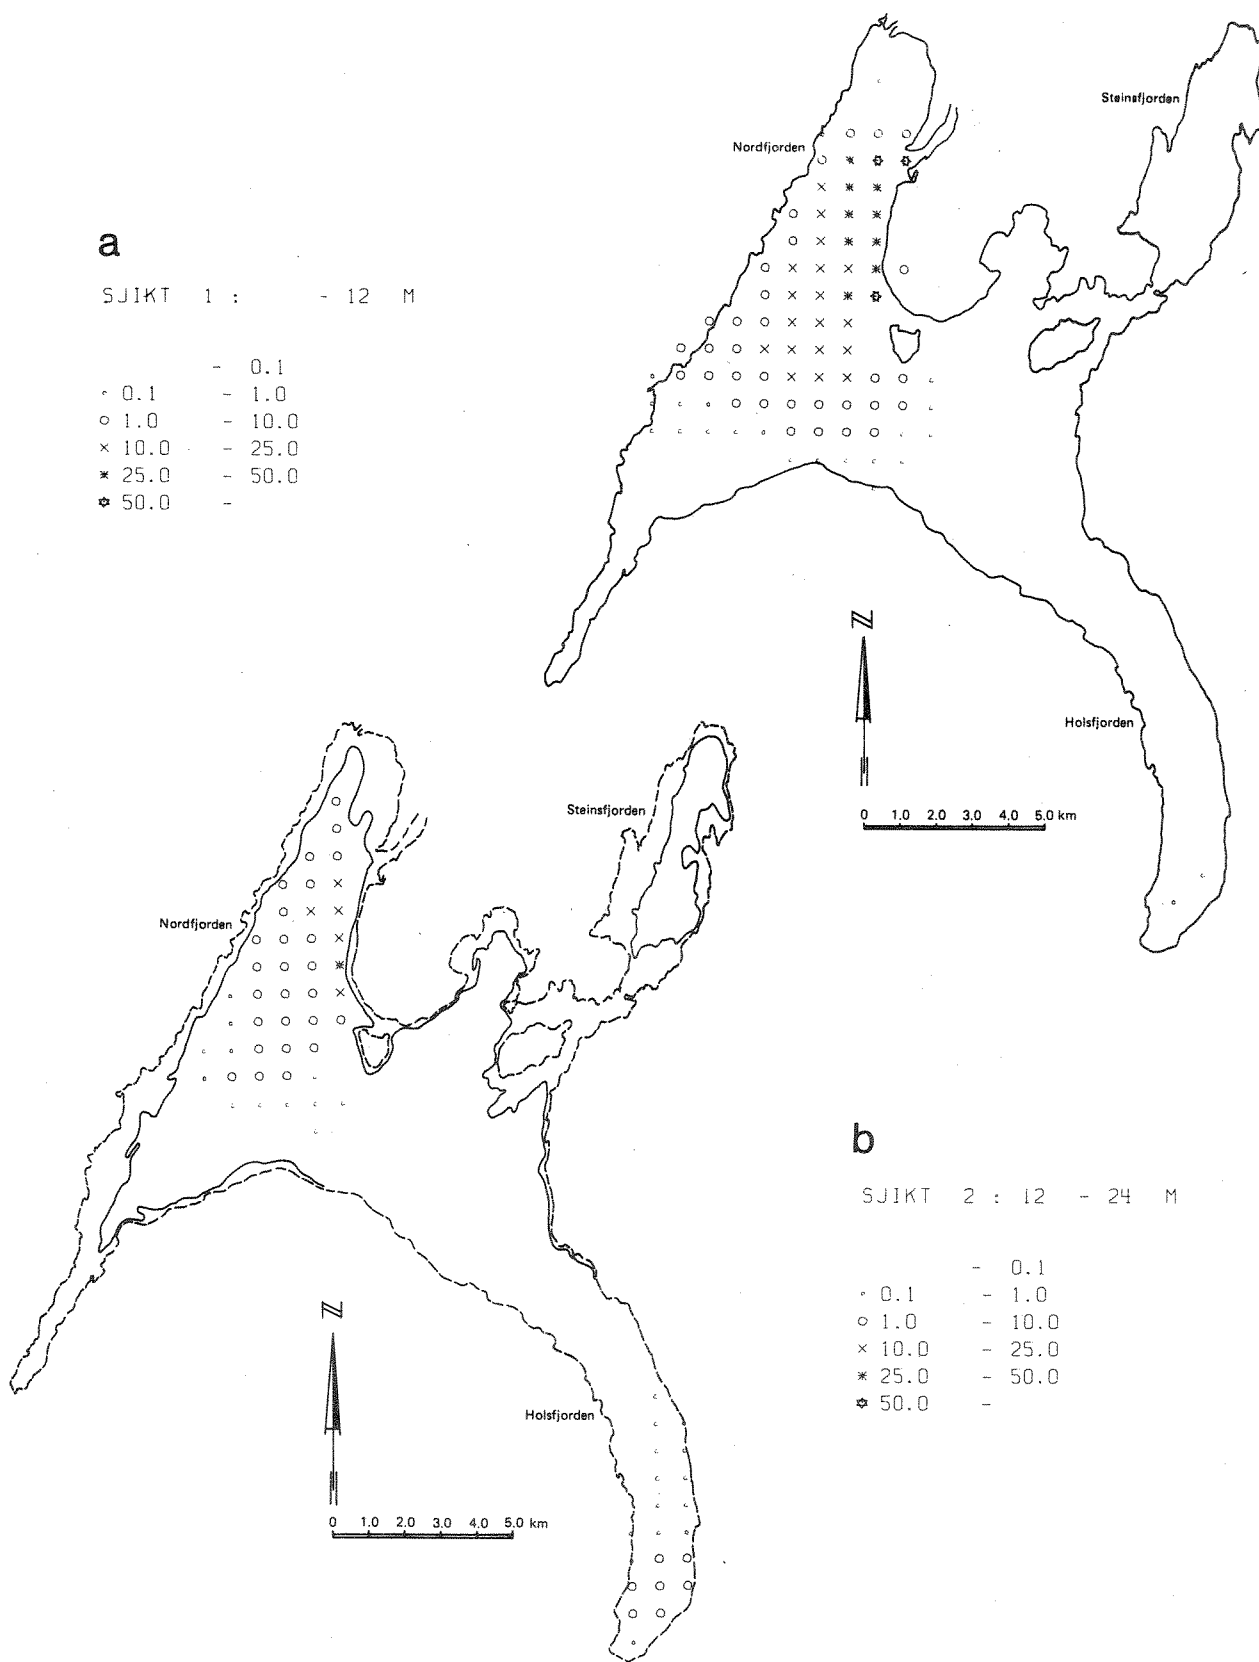 Steinsfjorden
Nordfjorden
a
SJIKT 1 : - 12 M
- 0.1
0.1 - 1.0
1.0 - 10.0
10.0 - 25.0
25.0 - 50.0
50.0 -
N
Holsfjorden
0 1.0 2.0 3.0 4.0 5.0 km
Steinsfjorden
Nordfjorden
b
SJIKT 2 : 12 - 24 M
- 0.1
0.1 - 1.0
1.0 - 10.0
10.0 - 25.0
25.0 - 50.0
50.0 -
N
Holsfjorden
0 1.0 2.0 3.0 4.0 5.0 km